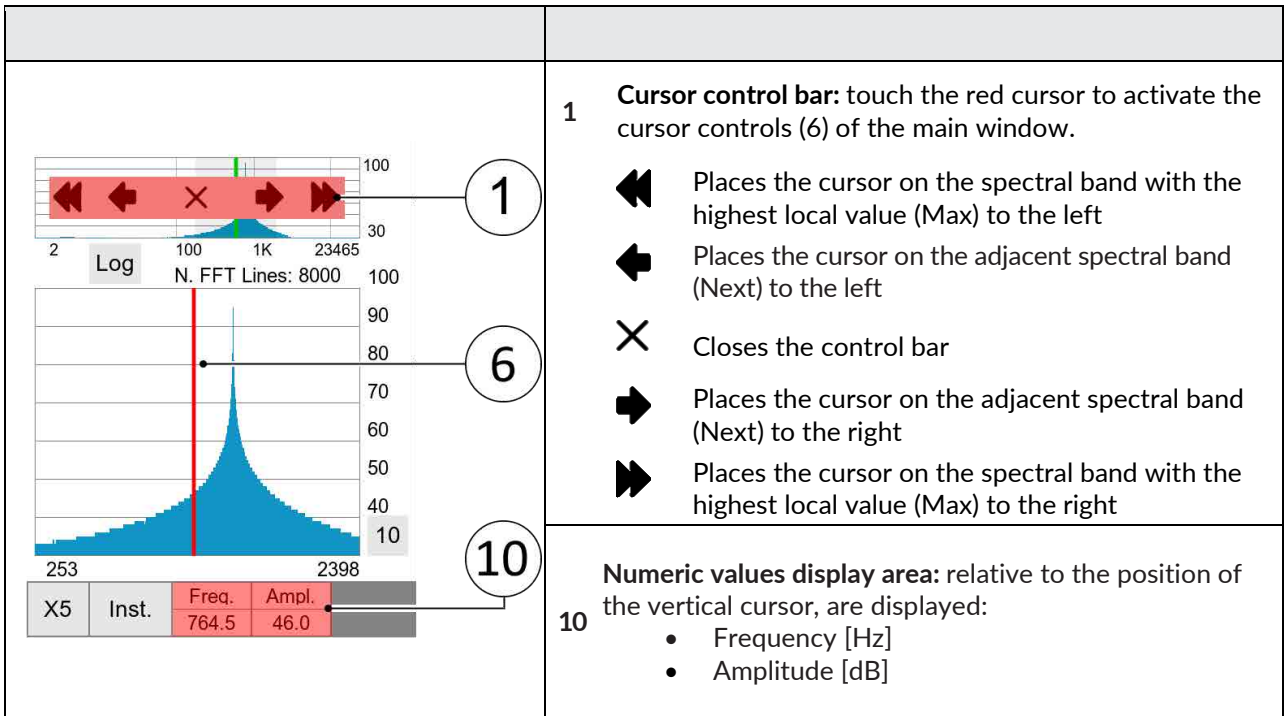 100
30
2 100 1K 23465
Log
N. FFT Lines: 8000
100
90
80
70
60
50
40
10
253 2398
X5 Inst. Freq. Ampl.
764.5 46.0
1
6
10
1 Cursor control bar: touch the red cursor to activate the
cursor controls (6) of the main window.
Places the cursor on the spectral band with the
highest local value (Max) to the left
Places the cursor on the adjacent spectral band
(Next) to the left
Closes the control bar
Places the cursor on the adjacent spectral band
(Next) to the right
Places the cursor on the spectral band with the
highest local value (Max) to the right
10 Numeric values display area: relative to the position of
the vertical cursor, are displayed:
• Frequency [Hz]
• Amplitude [dB]